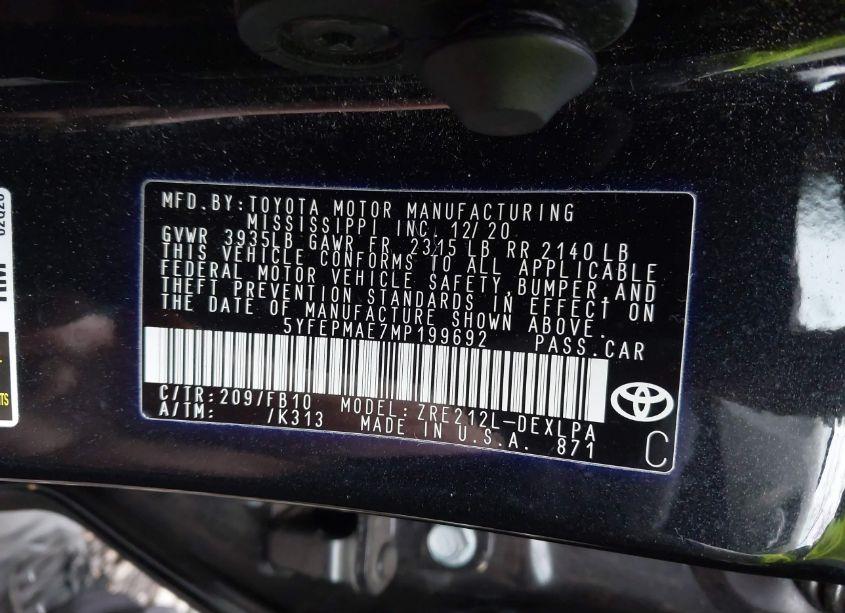 MFD.BY:TOYOTA MOTOR MANUFACTURING
MISSISSIPPI INC. 12/20
GVWR 3935LB GAWR FR 2315 LB RR 2140LB
THIS VEHICLE CONFORMS TO ALL APPLICABLE
FEDERAL MOTOR VEHICLE SAFETY, BUMPER, AND
THEFT PREVENTION STANDARDS IN EFFECT ON
THE DATE OF MANUFACTURE SHOWN ABOVE.
5YFEPMAE7MP199692 PASS.CAR
C/TR:209/FB10 MODEL:ZRE212L-DEXLPA
A/TM: /K313 MADE IN U.S.A. 871
C